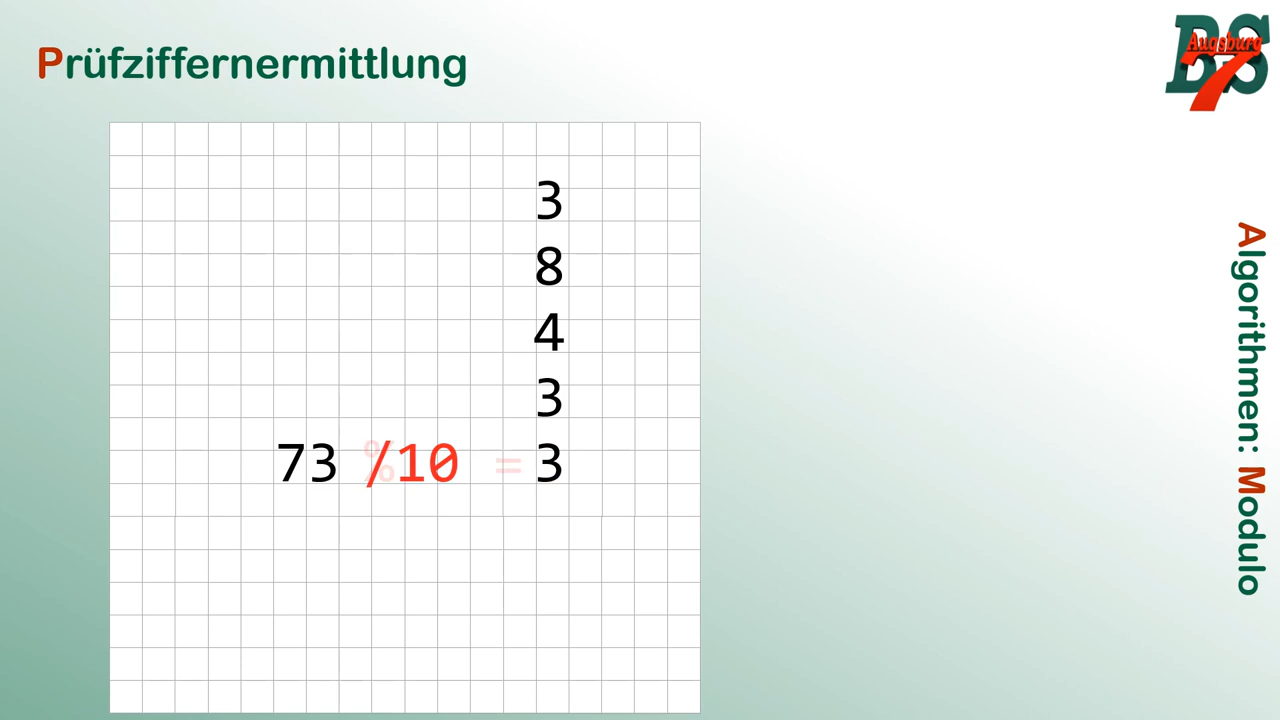 Prüfziffernermittlung
BS
Augsburg
7
3
8
4
3
73 % /10 = 3
Algorithmen: Modulo